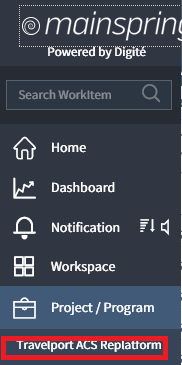 mainspring
Powered by Digité
Search WorkItem
Home
Dashboard
Notification
Workspace
Project / Program
Travelport ACS Replatform